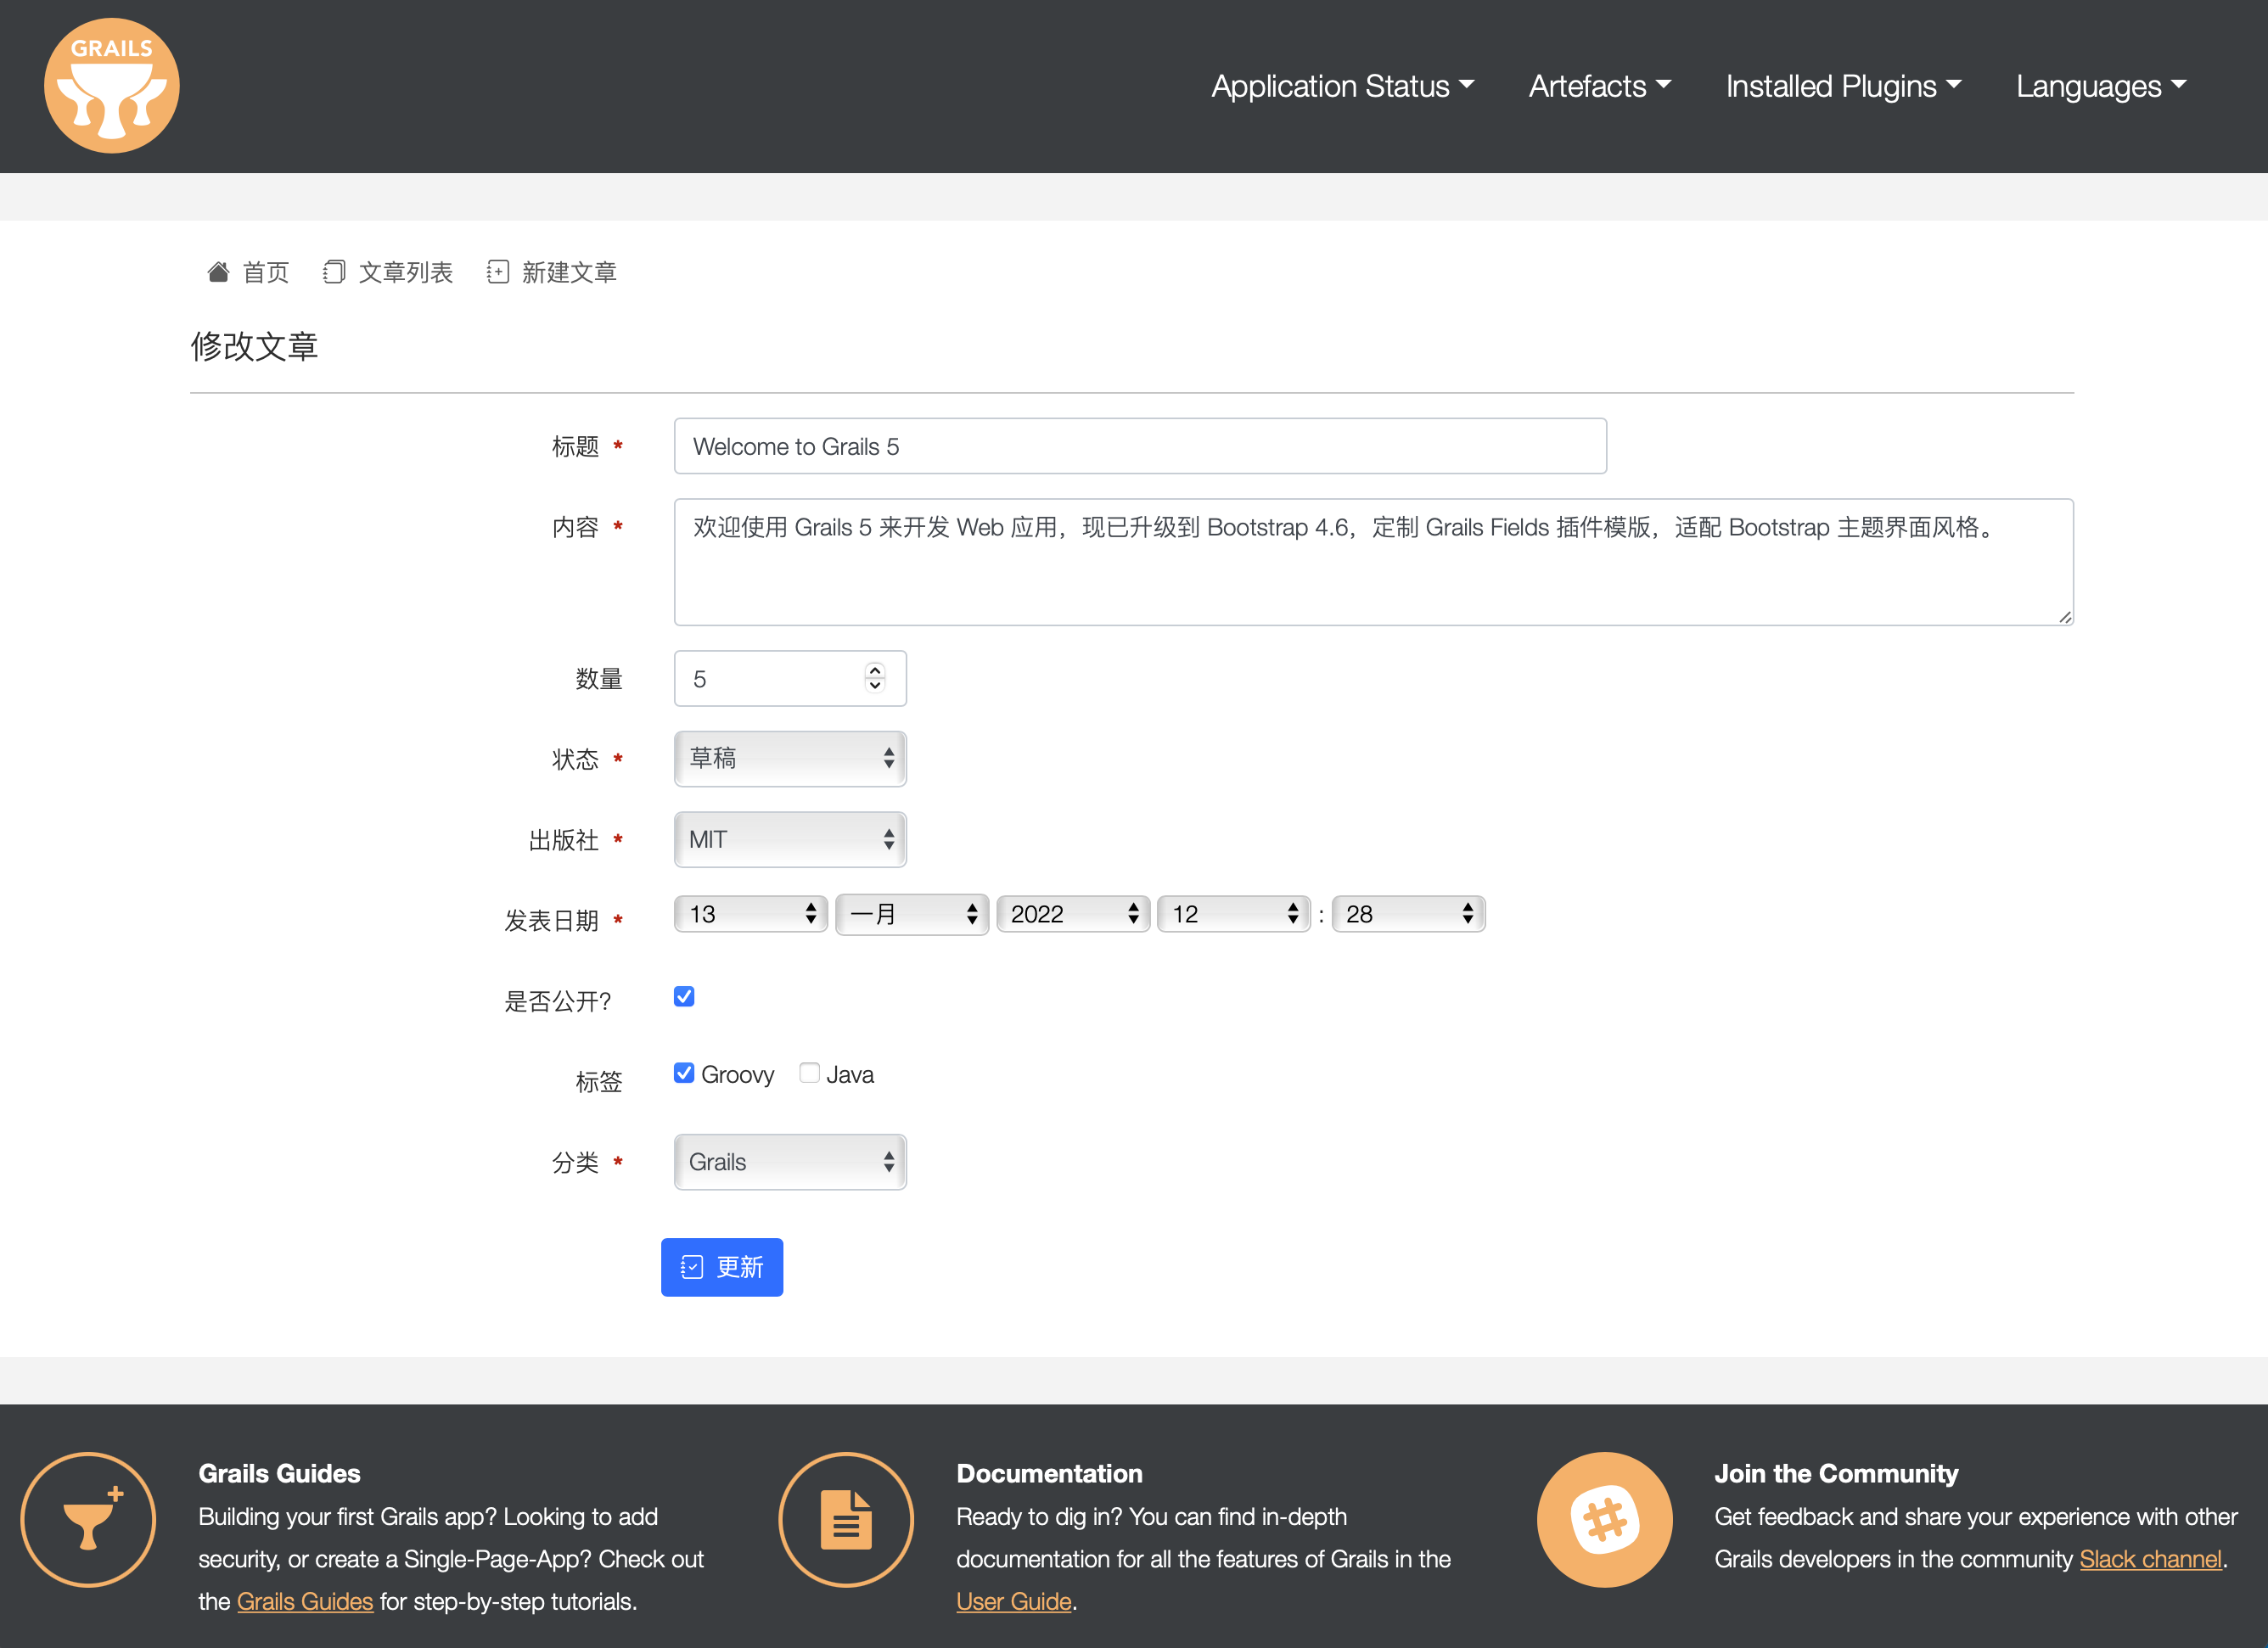 GRAILS
Application Status Artefacts Installed Plugins Languages
首页 文章列表 新建文章
修改文章
标题 * Welcome to Grails 5
内容 * 欢迎使用 Grails 5 来开发 Web 应用，现已升级到 Bootstrap 4.6，定制 Grails Fields 插件模版，适配 Bootstrap 主题界面风格。
数量 5
状态 * 草稿
出版社 * MIT
发表日期 * 13 一月 2022 12 : 28
是否公开?
标签 Groovy Java
分类 * Grails
更新
Grails Guides
Building your first Grails app? Looking to add
security, or create a Single-Page-App? Check out
the Grails Guides for step-by-step tutorials.
Documentation
Ready to dig in? You can find in-depth
documentation for all the features of Grails in the
User Guide.
Join the Community
Get feedback and share your experience with other
Grails developers in the community Slack channel.